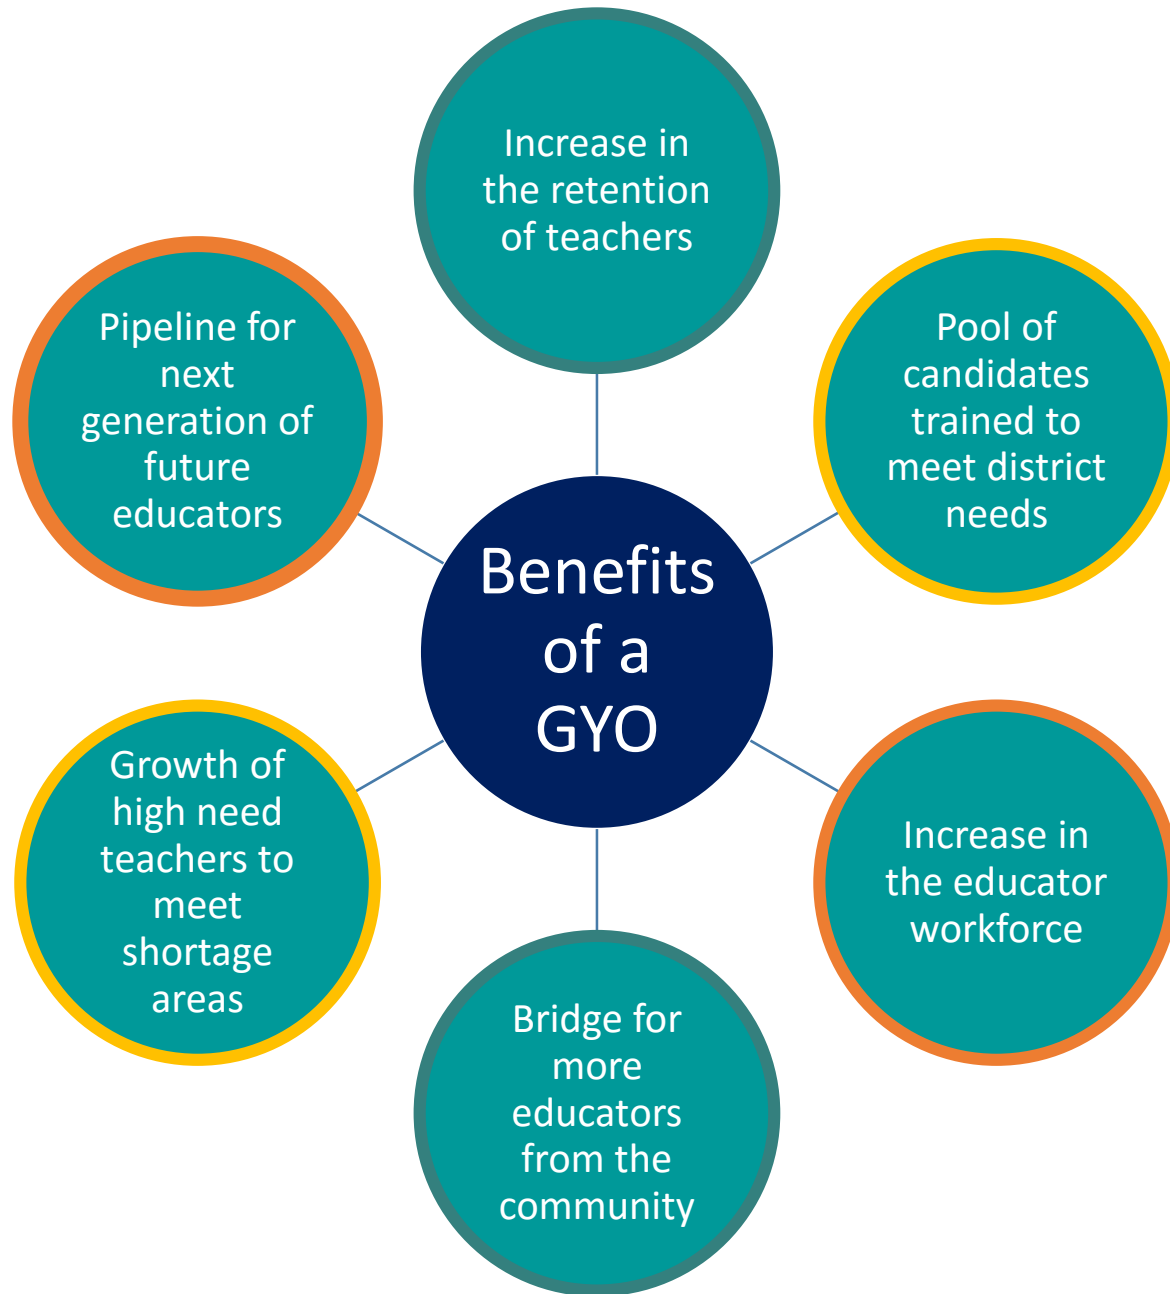 Increase in
the retention
of teachers
Pool of
candidates
trained to
meet district
needs
Increase in
the educator
workforce
Bridge for
more
educators
from the
community
Growth of
high need
teachers to
meet
shortage
areas
Pipeline for
next
generation of
future
educators
Benefits
of a
GYO